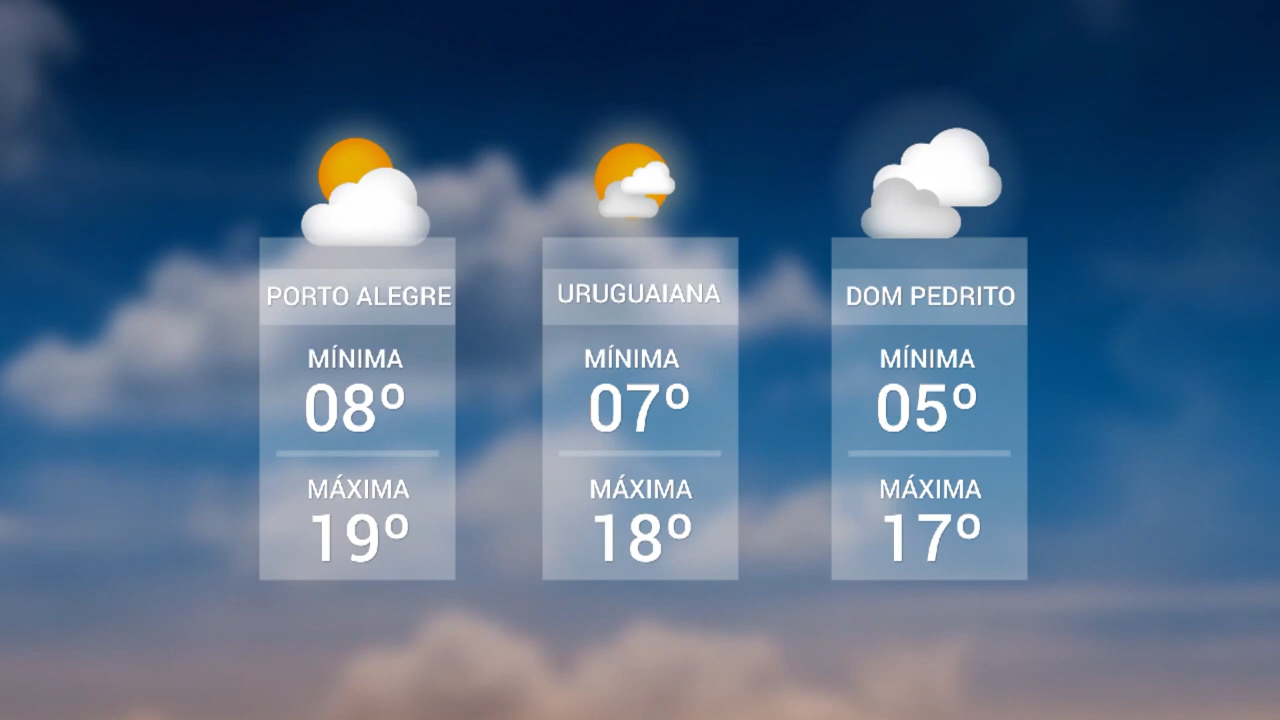 PORTO ALEGRE
MÍNIMA
08º
MÁXIMA
19º
URUGUAIANA
MÍNIMA
07º
MÁXIMA
18º
DOM PEDRITO
MÍNIMA
05º
MÁXIMA
17º